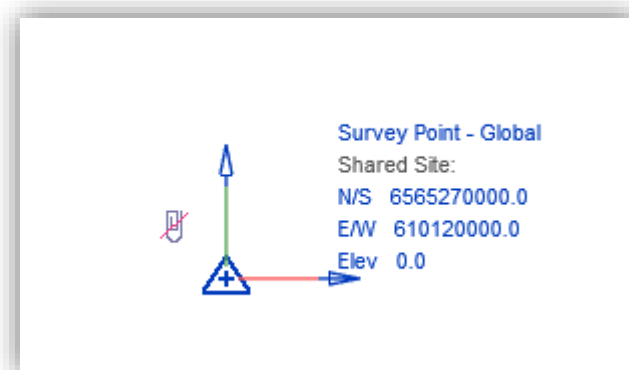 Survey Point - Global
Shared Site:
N/S 6565270000.0
E/W 610120000.0
Elev 0.0